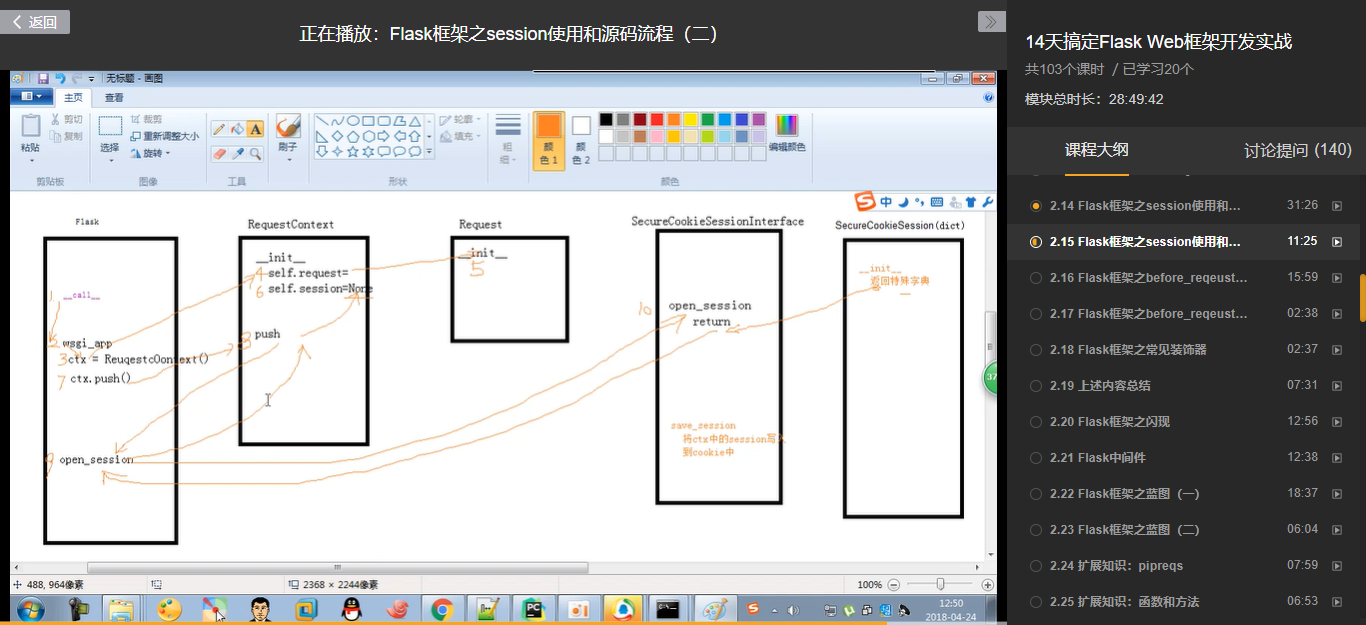 返回
正在播放：Flask框架之session使用和源码流程（二）
无标题 - 画图
主页
查看
粘贴
剪切
复制
剪贴板
选择
裁剪
重新调整大小
旋转
图像
工具
刷子
形状
轮廓
填充
粗细
颜色 1
颜色 2
编辑颜色
颜色
中
Flask
__call__
wsgi_app
ctx = ReuqestcOontext()
ctx.push()
open_session
RequestContext
__init__
self.request=
self.session=None
push
Request
__init__
SecureCookieSessionInterface
open_session
return
save_session
将ctx中的session写入
到cookie中
SecureCookieSession(dict)
__init__
返回特殊字典
1
2
3
7
9
4
6
8
5
10
37
488, 964像素
2368 × 2244像素
100%
12:50
2018-04-24
14天搞定Flask Web框架开发实战
共103个课时 / 已学习20个
模块总时长：28:49:42
课程大纲
讨论提问 (140)
2.14 Flask框架之session使用和... 31:26
2.15 Flask框架之session使用和... 11:25
2.16 Flask框架之before_reqeust... 15:59
2.17 Flask框架之before_reqeust... 02:38
2.18 Flask框架之常见装饰器 02:37
2.19 上述内容总结 07:31
2.20 Flask框架之闪现 12:56
2.21 Flask中间件 12:38
2.22 Flask框架之蓝图（一） 18:37
2.23 Flask框架之蓝图（二） 06:04
2.24 扩展知识：pipreqs 07:59
2.25 扩展知识：函数和方法 06:53